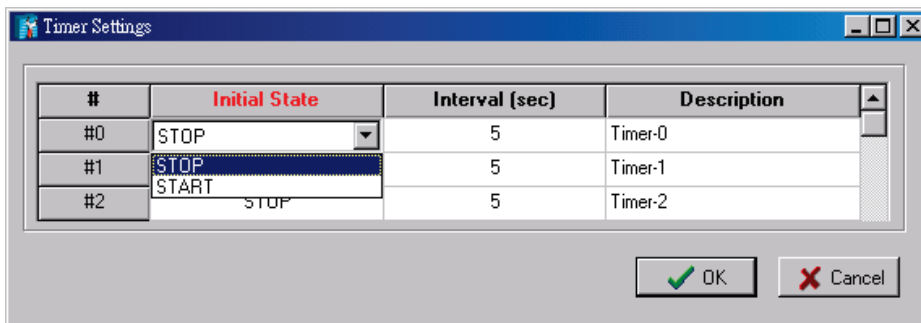 Timer Settings
# Initial State Interval (sec) Description
#0 STOP 5 Timer-0
#1 STOP 5 Timer-1
START
#2 STOP 5 Timer-2
OK Cancel